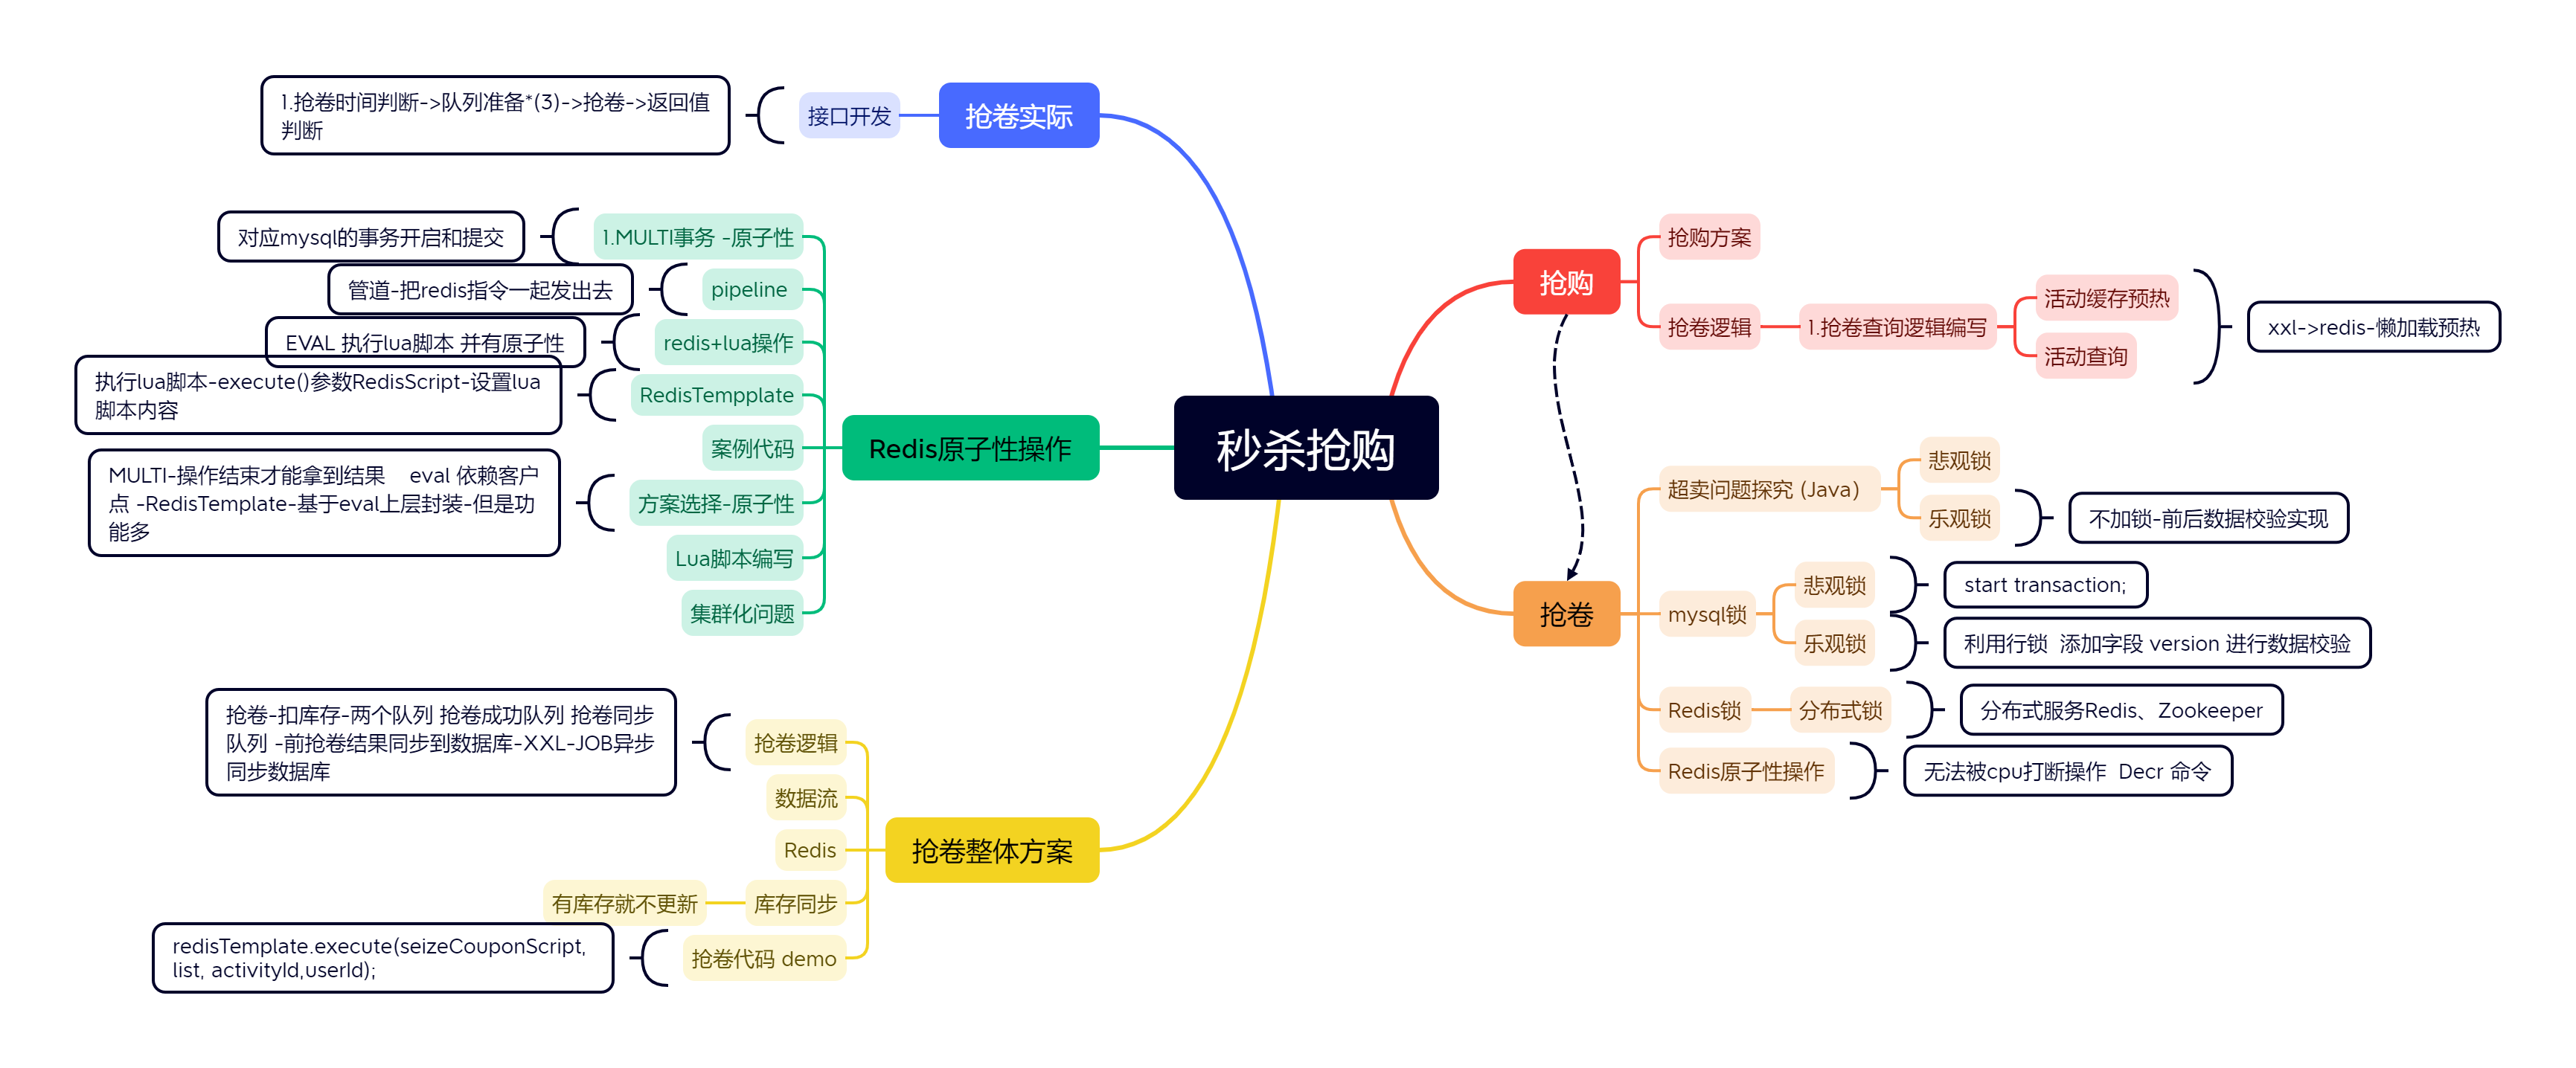 秒杀抢购
抢购
抢购方案
抢卷逻辑
1.抢卷查询逻辑编写
活动缓存预热
活动查询
xxl->redis-懒加载预热
抢卷
超卖问题探究 (Java)
悲观锁
乐观锁
不加锁-前后数据校验实现
mysql锁
悲观锁
start transaction;
乐观锁
利用行锁 添加字段 version 进行数据校验
Redis锁
分布式锁
分布式服务Redis、Zookeeper
Redis原子性操作
无法被cpu打断操作 Decr 命令
抢卷实际
接口开发
1.抢卷时间判断->队列准备*(3)->抢卷->返回值
判断
Redis原子性操作
1.MULTI事务 -原子性
对应mysql的事务开启和提交
pipeline
管道-把redis指令一起发出去
redis+lua操作
EVAL 执行lua脚本 并有原子性
RedisTempplate
执行lua脚本-execute()参数RedisScript-设置lua
脚本内容
案例代码
方案选择-原子性
MULTI-操作结束才能拿到结果 eval 依赖客户
点 -RedisTemplate-基于eval上层封装-但是功
能多
Lua脚本编写
集群化问题
抢卷整体方案
抢卷逻辑
抢卷-扣库存-两个队列 抢卷成功队列 抢卷同步
队列 -前抢卷结果同步到数据库-XXL-JOB异步
同步数据库
数据流
Redis
库存同步
有库存就不更新
抢卷代码 demo
redisTemplate.execute(seizeCouponScript,
list, activityId,userId);